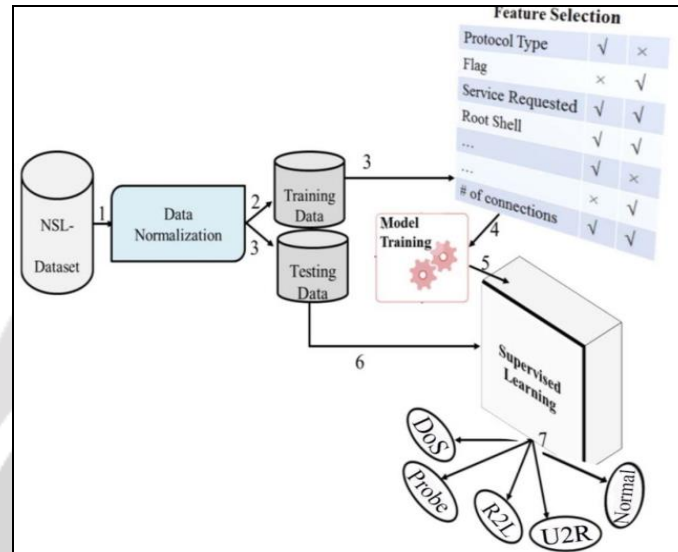 Feature Selection
Protocol Type √ ×
Flag × √
Service Requested √ √
Root Shell √ √
... √ ×
... × √
# of connections √ √
NSL-
Dataset
1
Data
Normalization
2
3
Training
Data
Testing
Data
3
4
Model
Training
5
6
Supervised
Learning
7
DoS
Probe
R2L
U2R
Normal